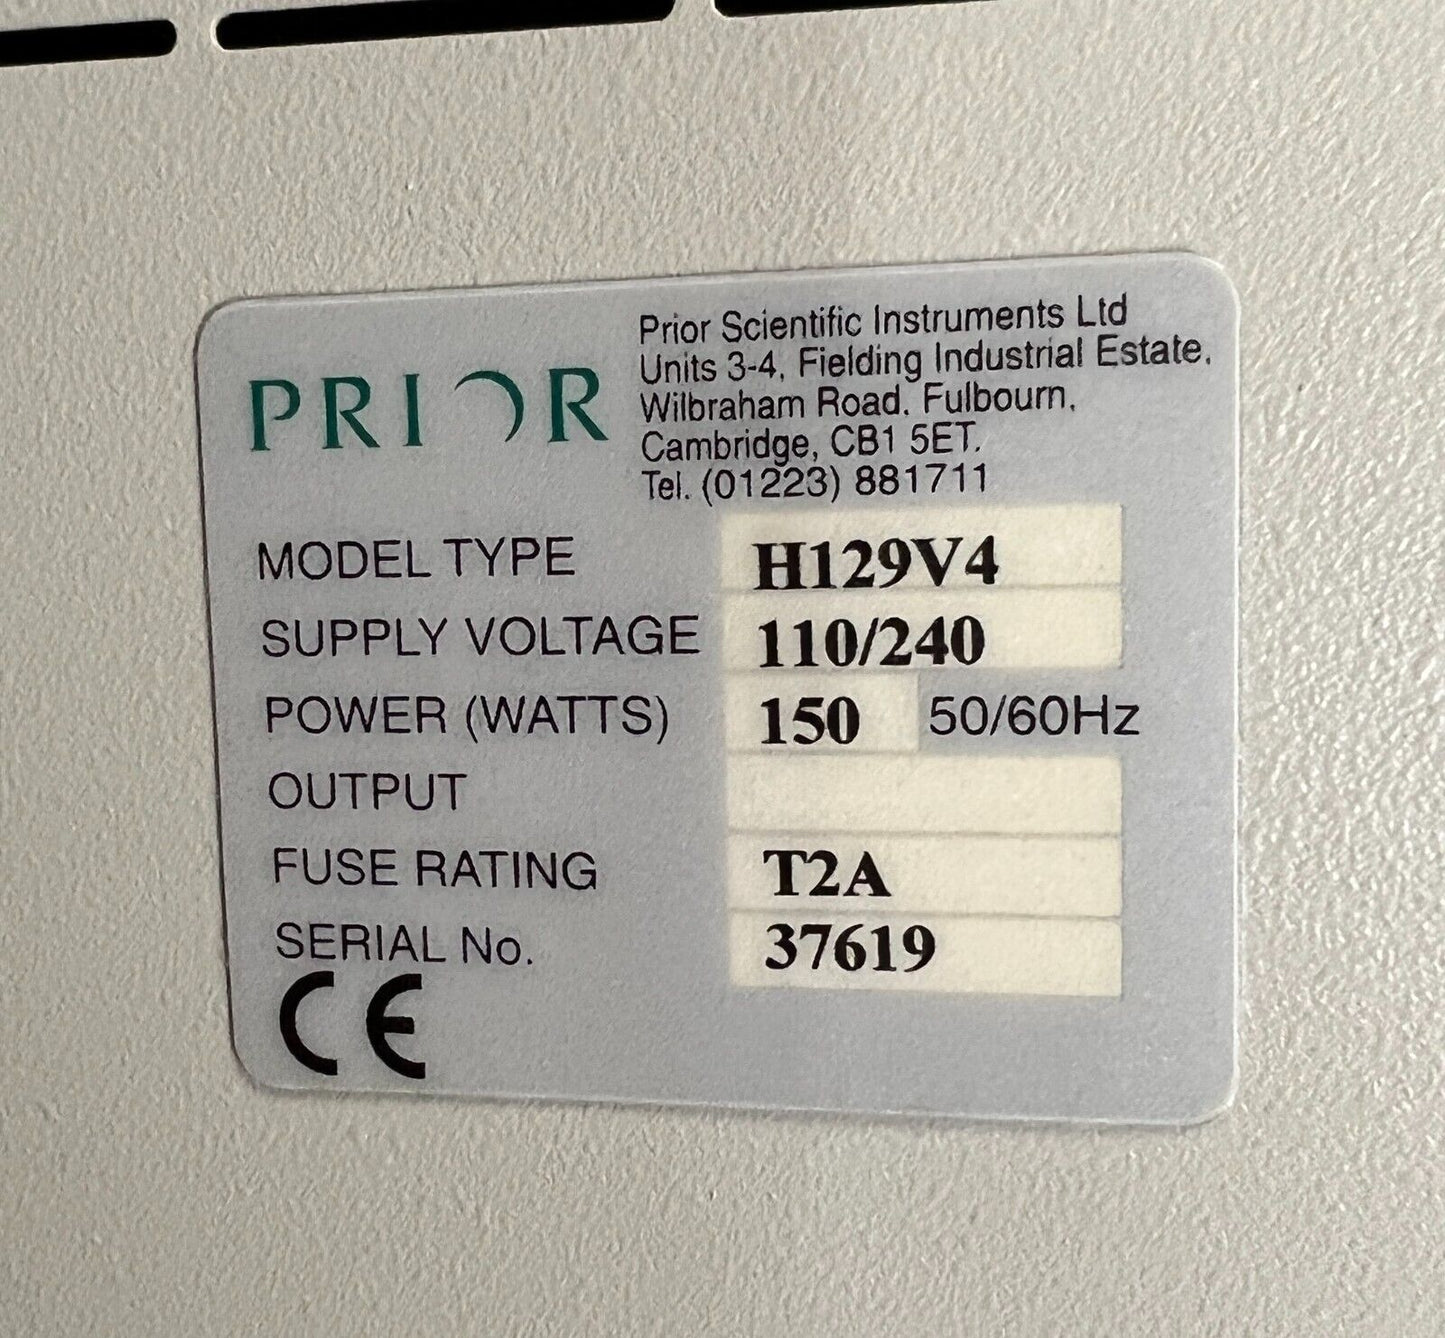 PRIOR
Prior Scientific Instruments Ltd
Units 3-4, Fielding Industrial Estate,
Wilbraham Road, Fulbourn,
Cambridge, CB1 5ET.
Tel. (01223) 881711
MODEL TYPE H129V4
SUPPLY VOLTAGE 110/240
POWER (WATTS) 150 50/60Hz
OUTPUT
FUSE RATING T2A
SERIAL No. 37619
CE